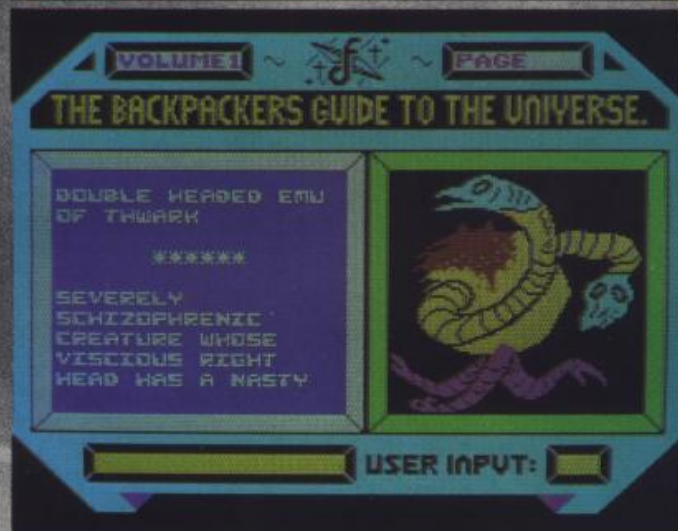 VOLUME 1 ~ ~ PAGE
THE BACKPACKERS GUIDE TO THE UNIVERSE.
DOUBLE HEADED EMU
OF THWARK
******
SEVERELY
SCHIZOPHRENIC
CREATURE WHOSE
VISCIOUS RIGHT
HEAD HAS A NASTY
USER INPUT: